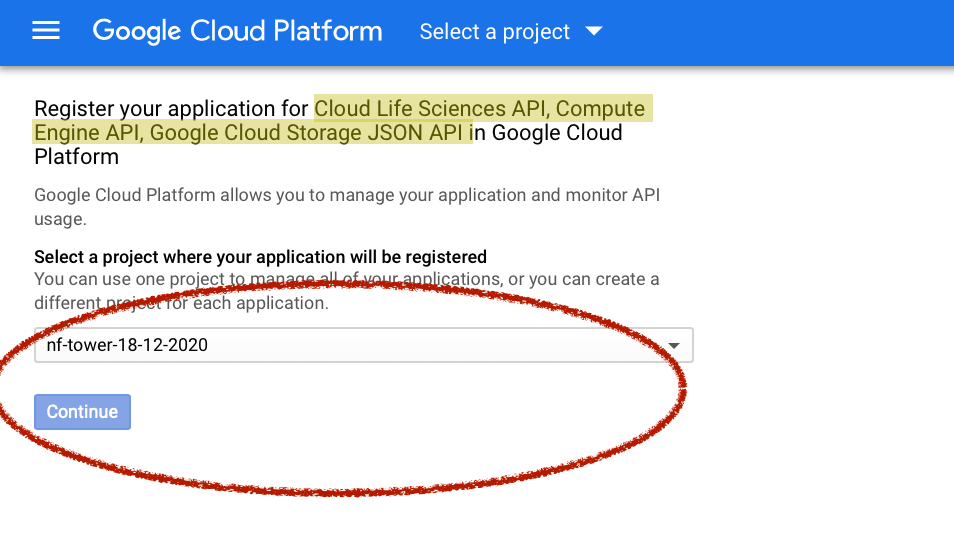 Google Cloud Platform Select a project
Register your application for Cloud Life Sciences API, Compute
Engine API, Google Cloud Storage JSON API in Google Cloud
Platform
Google Cloud Platform allows you to manage your application and monitor API
usage.
Select a project where your application will be registered
You can use one project to manage all of your applications, or you can create a
different project for each application.
nf-tower-18-12-2020
Continue